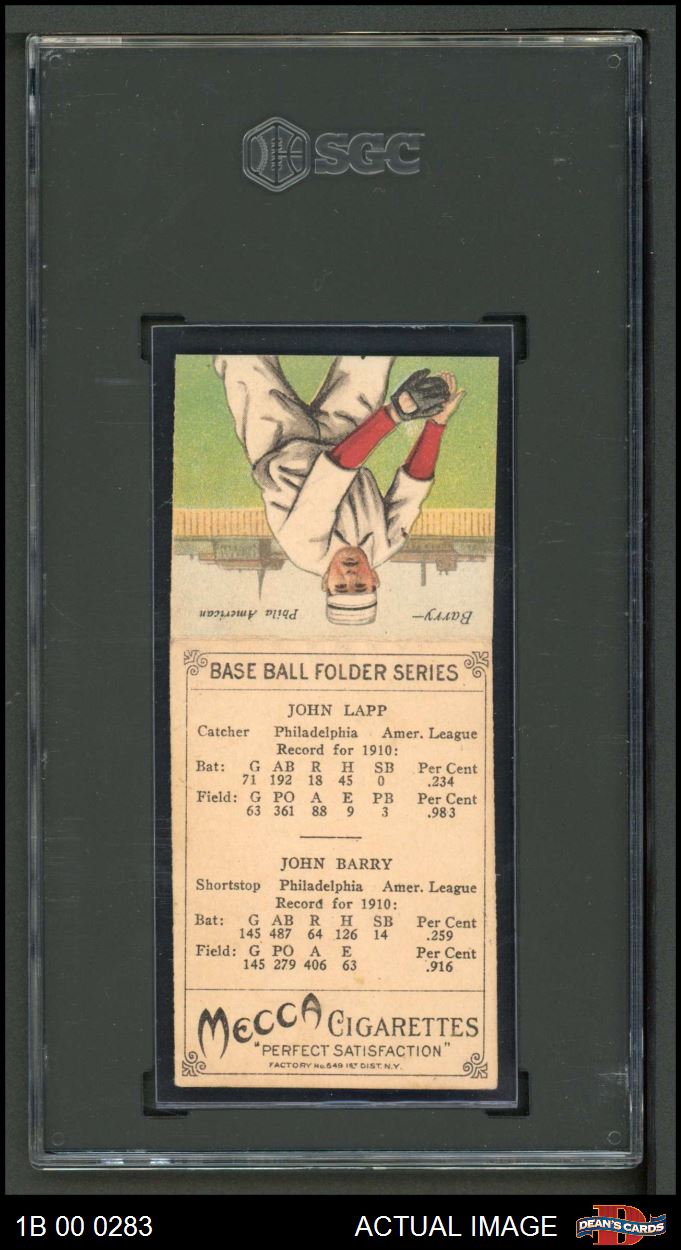 SGC
Barry— Phila American
BASE BALL FOLDER SERIES
JOHN LAPP
Catcher Philadelphia Amer. League
Record for 1910:
Bat: G AB R H SB Per Cent
71 192 18 45 0 .234
Field: G PO A E PB Per Cent
63 361 88 9 3 .983
JOHN BARRY
Shortstop Philadelphia Amer. League
Record for 1910:
Bat: G AB R H SB Per Cent
145 487 64 126 14 .259
Field: G PO A E Per Cent
145 279 406 63 .916
MECCA CIGARETTES
"PERFECT SATISFACTION"
FACTORY No. 649 1ST DIST. N.Y.
1B 00 0283 ACTUAL IMAGE
DEAN'S CARDS